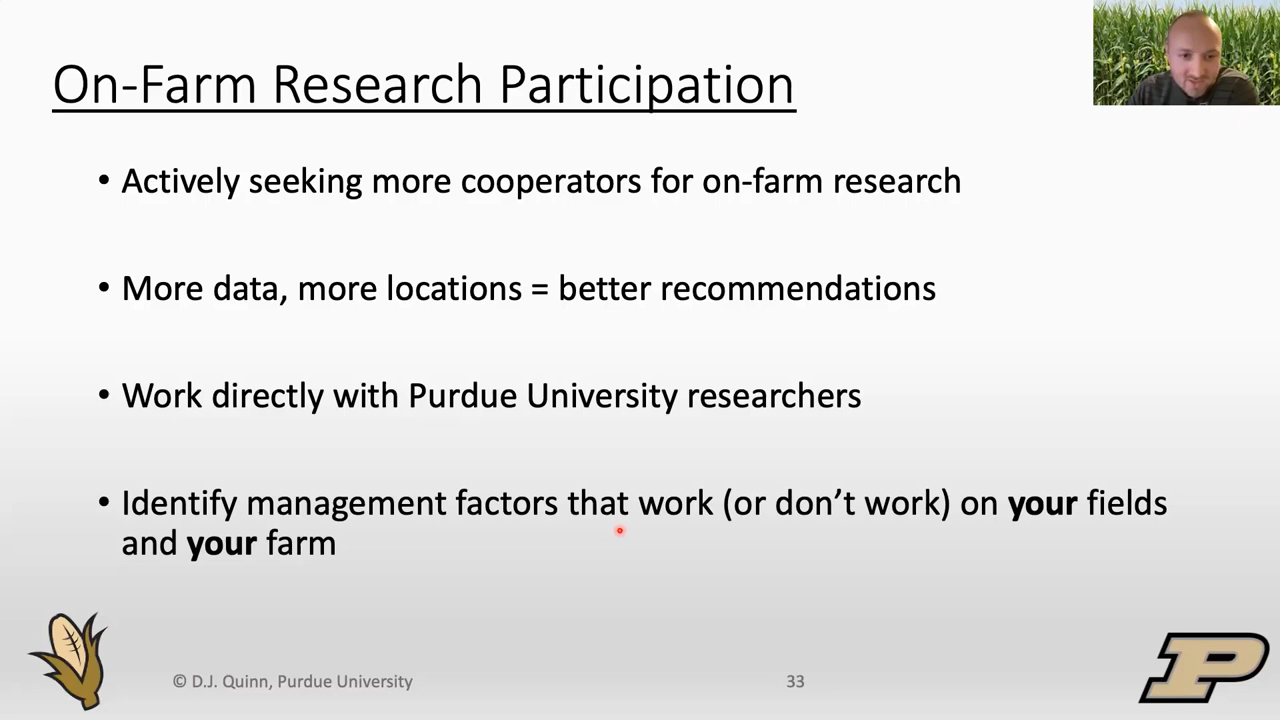 On-Farm Research Participation
• Actively seeking more cooperators for on-farm research
• More data, more locations = better recommendations
• Work directly with Purdue University researchers
• Identify management factors that work (or don’t work) on your fields
and your farm
© D.J. Quinn, Purdue University
33
P